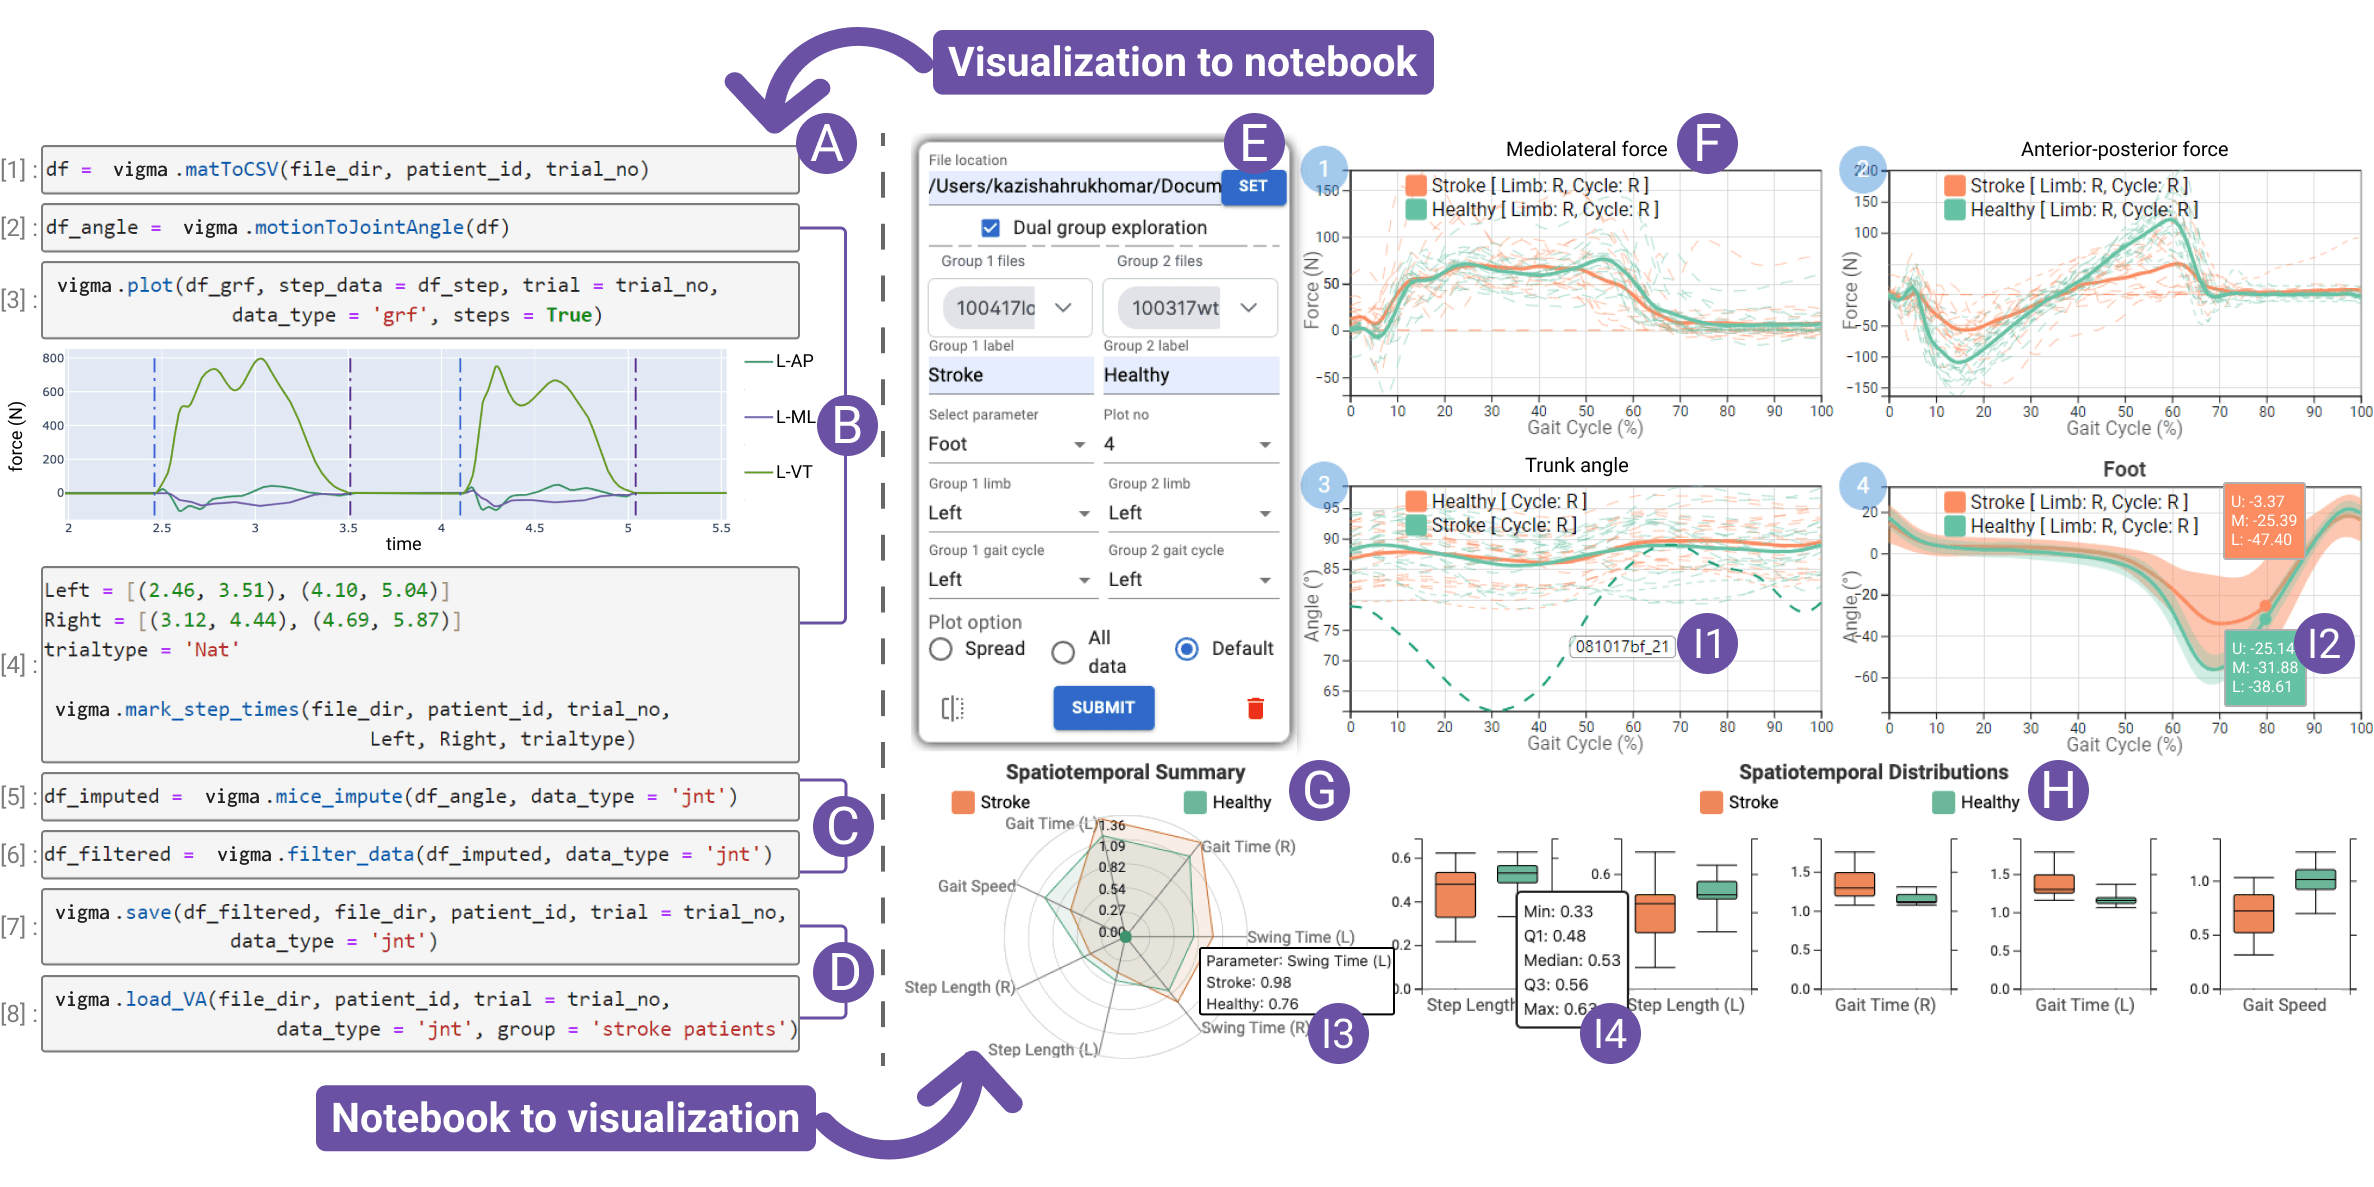 Visualization to notebook
A
[1] : df = vigma .matToCSV(file_dir, patient_id, trial_no)
[2] : df_angle = vigma .motionToJointAngle(df)
[3] : vigma .plot(df_grf, step_data = df_step, trial = trial_no,
data_type = 'grf', steps = True)
force (N)
800
600
400
200
0
2 2.5 3 3.5 4 4.5 5 5.5
time
L-AP
L-ML
L-VT
B
[4] : Left = [(2.46, 3.51), (4.10, 5.04)]
Right = [(3.12, 4.44), (4.69, 5.87)]
trialtype = 'Nat'
vigma .mark_step_times(file_dir, patient_id, trial_no,
Left, Right, trialtype)
[5] : df_imputed = vigma .mice_impute(df_angle, data_type = 'jnt')
[6] : df_filtered = vigma .filter_data(df_imputed, data_type = 'jnt')
C
[7] : vigma .save(df_filtered, file_dir, patient_id, trial = trial_no,
data_type = 'jnt')
[8] : vigma .load_VA(file_dir, patient_id, trial = trial_no,
data_type = 'jnt', group = 'stroke patients')
D
Notebook to visualization
E
File location
/Users/kazishahrukhomar/Docum SET
Dual group exploration
Group 1 files Group 2 files
100417lo 100317wt
Group 1 label Group 2 label
Stroke Healthy
Select parameter Plot no
Foot 4
Group 1 limb Group 2 limb
Left Left
Group 1 gait cycle Group 2 gait cycle
Left Left
Plot option
Spread All data Default
SUBMIT
F
1
Mediolateral force
Stroke [ Limb: R, Cycle: R ]
Healthy [ Limb: R, Cycle: R ]
Force (N)
150
100
50
0
−50
0 10 20 30 40 50 60 70 80 90 100
Gait Cycle (%)
2
Anterior-posterior force
Stroke [ Limb: R, Cycle: R ]
Healthy [ Limb: R, Cycle: R ]
Force (N)
200
150
100
−50
−100
−150
0 10 20 30 40 50 60 70 80 90 100
Gait Cycle (%)
3
Trunk angle
Healthy [ Cycle: R ]
Stroke [ Cycle: R ]
Angle (°)
95
90
85
75
70
65
081017bf_21
I1
0 10 20 30 40 50 60 70 80 90 100
Gait Cycle (%)
4
Foot
Stroke [ Limb: R, Cycle: R ]
Healthy [ Limb: R, Cycle: R ]
Angle (°)
20
0
−20
−40
−60
U: -3.37
M: -25.39
L: -47.40
U: -25.14
M: -31.88
L: -38.61
I2
0 10 20 30 40 50 60 70 80 90 100
Gait Cycle (%)
Spatiotemporal Summary
G
Stroke Healthy
Gait Time (L)
Gait Time (R)
Gait Speed
Swing Time (L)
Step Length (R)
Swing Time (R)
Step Length (L)
1.36
1.09
0.82
0.54
0.27
0.00
Parameter: Swing Time (L)
Stroke: 0.98
Healthy: 0.76
I3
Spatiotemporal Distributions
H
Stroke Healthy
0.6
0.4
0.2
0.0
Step Length
Min: 0.33
Q1: 0.48
Median: 0.53
Q3: 0.56
Max: 0.63
I4
0.6
Step Length (L)
1.5
1.0
0.5
0.0
Gait Time (R)
1.5
1.0
0.5
0.0
Gait Time (L)
1.0
0.5
0.0
Gait Speed